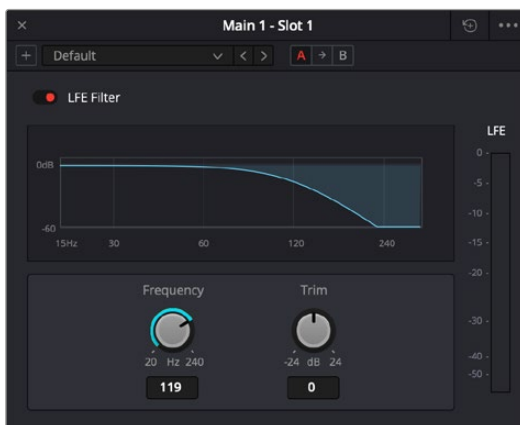 Main 1 - Slot 1
Default
A
B
LFE Filter
LFE
0dB
-60
15Hz 30 60 120 240
0 -
-5 -
-10 -
-15 -
-20 -
-30 -
-40 -
-50 -
Frequency Trim
20 Hz 240 -24 dB 24
119 0